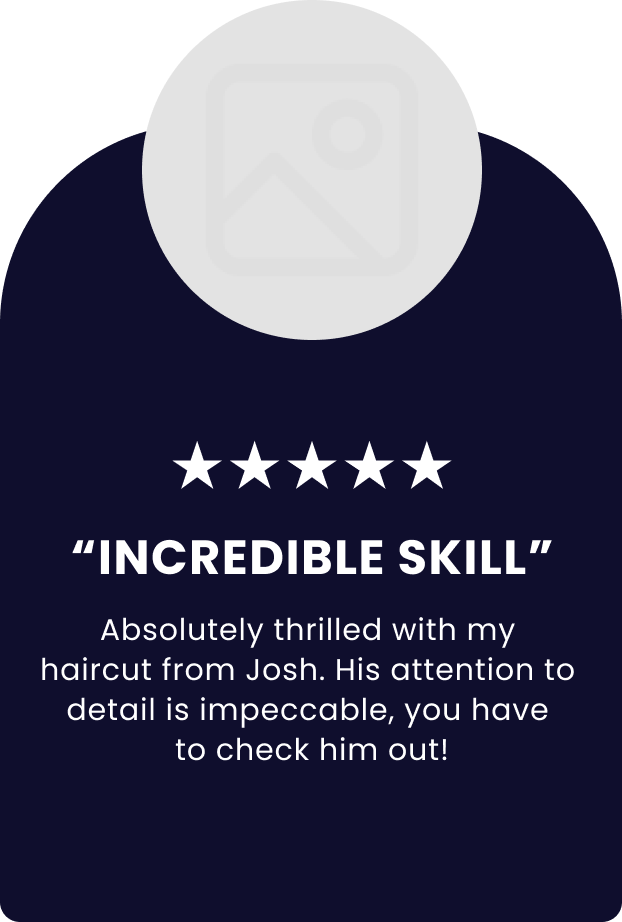 ★★★★★
“INCREDIBLE SKILL”
Absolutely thrilled with my
haircut from Josh. His attention to
detail is impeccable, you have
to check him out!